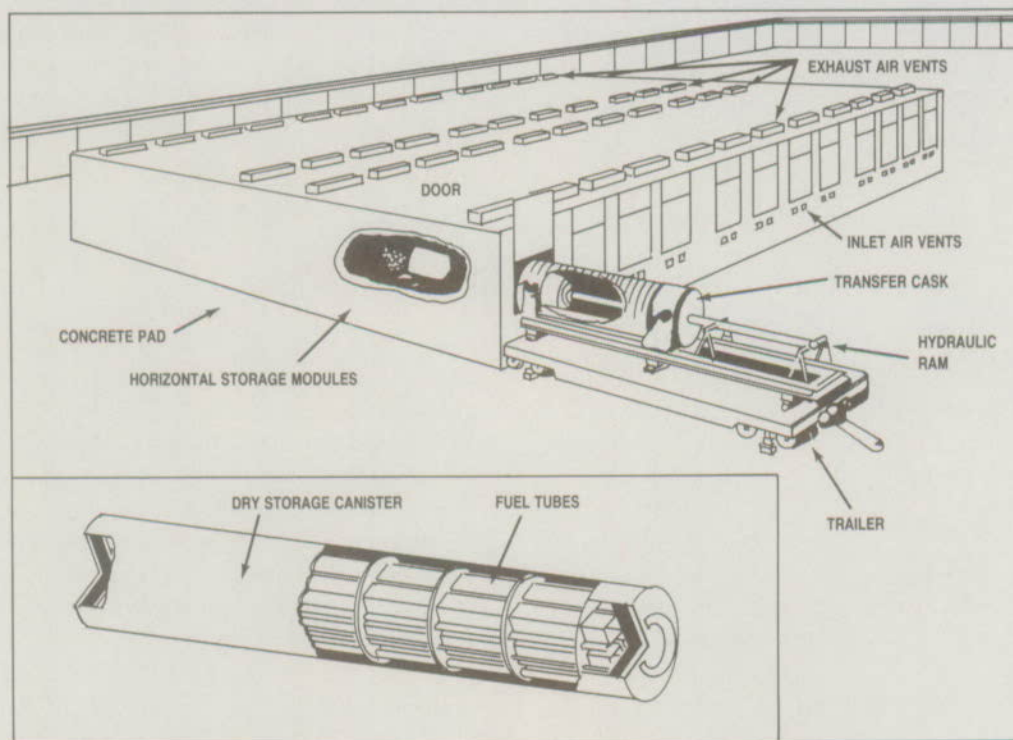 EXHAUST AIR VENTS
DOOR
INLET AIR VENTS
TRANSFER CASK
CONCRETE PAD
HYDRAULIC
RAM
HORIZONTAL STORAGE MODULES
DRY STORAGE CANISTER
FUEL TUBES
TRAILER